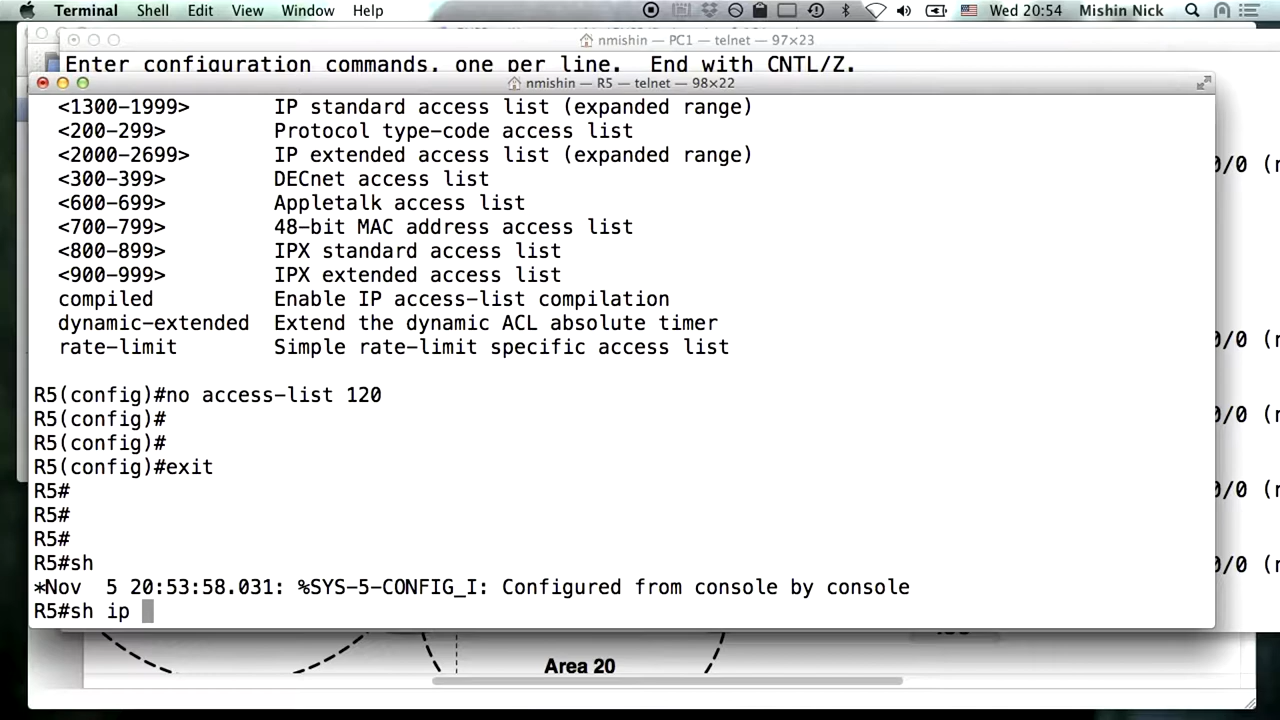 Terminal Shell Edit View Window Help Wed 20:54 Mishin Nick
nmishin — PC1 — telnet — 97×23
Enter configuration commands, one per line. End with CNTL/Z.
nmishin — R5 — telnet — 98×22
<1300-1999> IP standard access list (expanded range)
<200-299> Protocol type-code access list
<2000-2699> IP extended access list (expanded range)
<300-399> DECnet access list
<600-699> Appletalk access list
<700-799> 48-bit MAC address access list
<800-899> IPX standard access list
<900-999> IPX extended access list
compiled Enable IP access-list compilation
dynamic-extended Extend the dynamic ACL absolute timer
rate-limit Simple rate-limit specific access list
R5(config)#no access-list 120
R5(config)#
R5(config)#
R5(config)#exit
R5#
R5#
R5#
R5#sh
*Nov 5 20:53:58.031: %SYS-5-CONFIG_I: Configured from console by console
R5#sh ip
Area 20